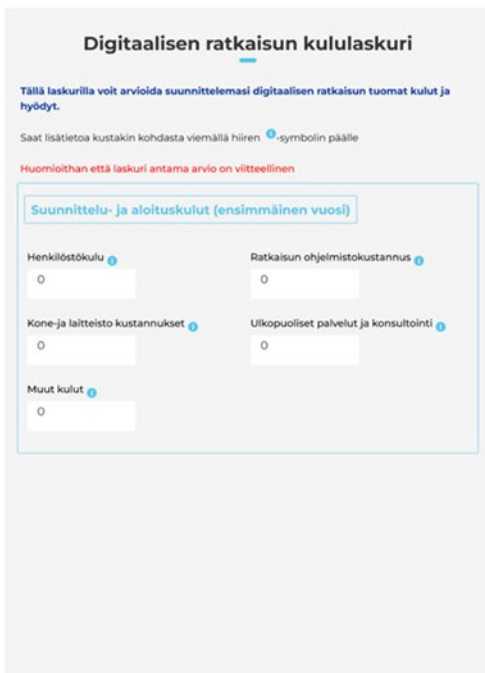 Digitaalisen ratkaisun kululaskuri
Tällä laskurilla voit arvioida suunnittelemasi digitaalisen ratkaisun tuomat kulut ja
hyödyt.
Saat lisätietoa kustakin kohdasta viemällä hiiren i-symbolin päälle
Huomioithan että laskuri antama arvio on viitteellinen
Suunnittelu- ja aloituskulut (ensimmäinen vuosi)
Henkilöstökulu i
Ratkaisun ohjelmistokustannus i
0
0
Kone-ja laitteisto kustannukset i
Ulkopuoliset palvelut ja konsultointi i
0
0
Muut kulut i
0